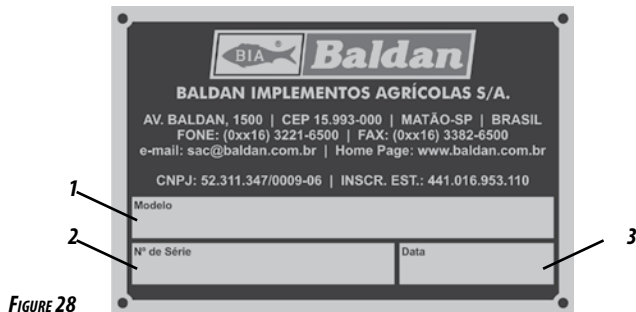 BIA Baldan
BALDAN IMPLEMENTOS AGRÍCOLAS S/A.
AV. BALDAN, 1500 | CEP 15.993-000 | MATÃO-SP | BRASIL
FONE: (0xx16) 3221-6500 | FAX: (0xx16) 3382-6500
e-mail: sac@baldan.com.br | Home Page: www.baldan.com.br
CNPJ: 52.311.347/0009-06 | INSCR. EST.: 441.016.953.110
1
Modelo
2
Nº de Série
Data
3
FIGURE 28